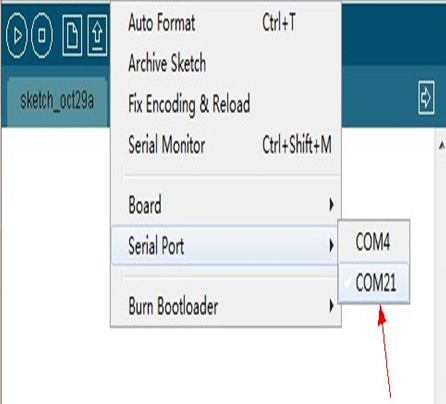 Auto Format Ctrl+T
Archive Sketch
sketch_oct29a
Fix Encoding & Reload
Serial Monitor Ctrl+Shift+M
Board
Serial Port
COM4
COM21
Burn Bootloader